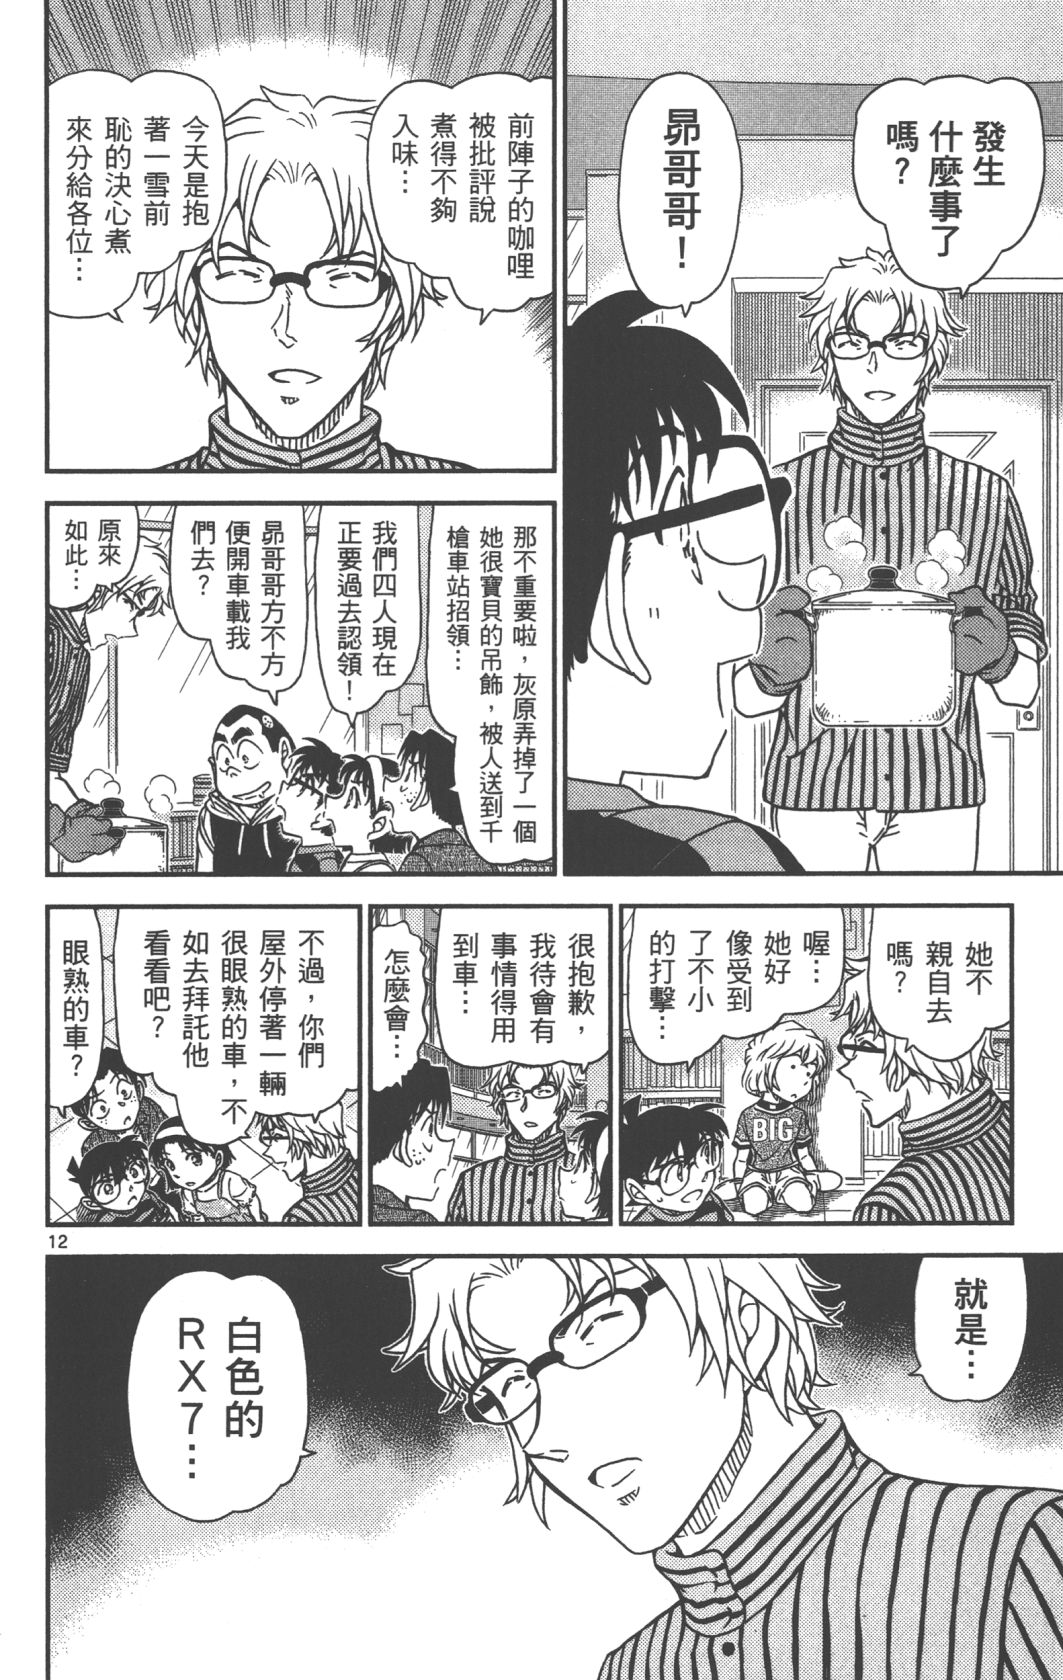 發生
什麼事了
嗎？
昴哥哥！
前陣子的咖哩
被批評說
煮得不夠
入味…
今天是抱
著一雪前
恥的決心煮
來分給各位…
那不重要啦，灰原弄掉了一個
她很寶貝的吊飾，被人送到千
槍車站招領…
我們四人現在
正要過去認領！
昴哥哥方不方
便開車載我
們去？
原來
如此…
她不
親自去
嗎？
喔…
她好
像受到
了不小
的打擊…
BIG
很抱歉，
我待會有
事情得用
到車…
怎麼會…
不過，你們
屋外停著一輛
很眼熟的車，不
如去拜託他
看看吧？
眼熟的車？
12
就是…
白色的
RX7…